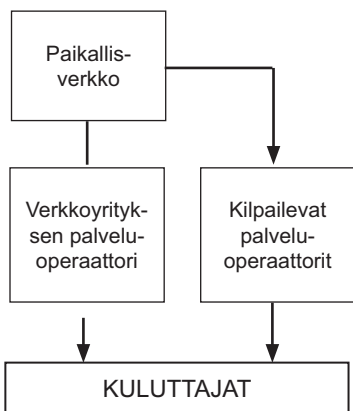 Paikallis-
verkko
Verkkoyrityk-
sen palvelu-
operaattori
Kilpailevat
palvelu-
operaattorit
KULUTTAJAT